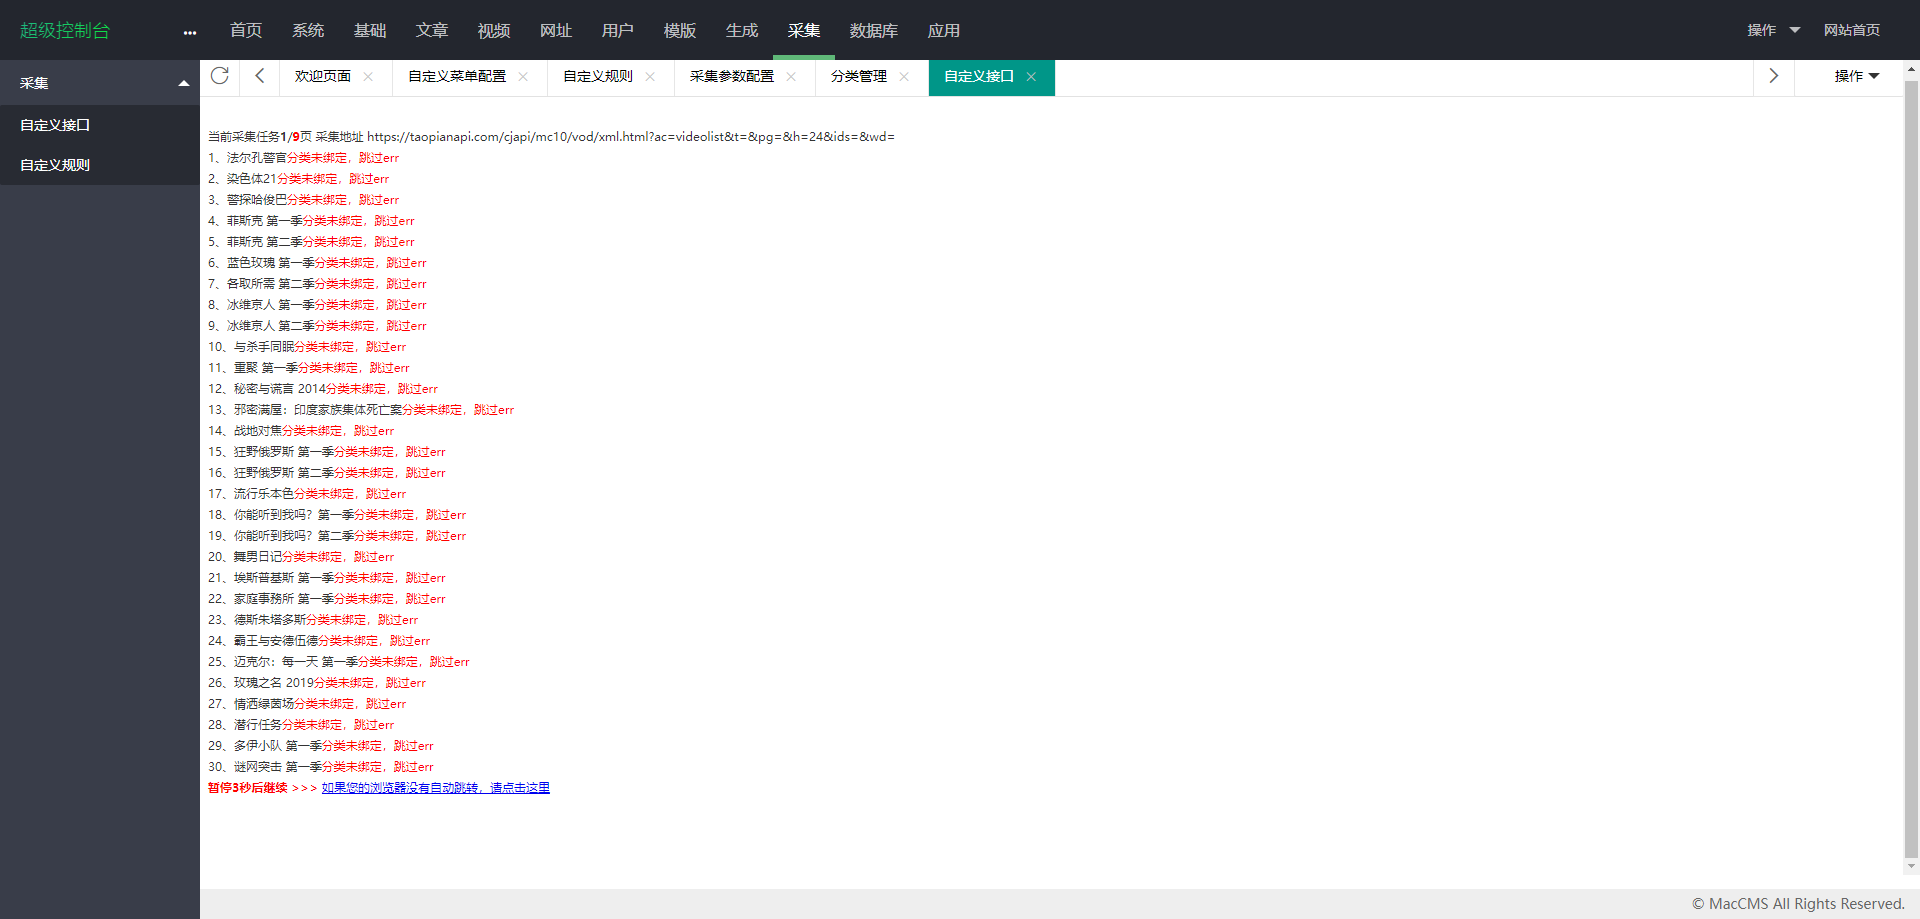 超级控制台 ... 首页 系统 基础 文章 视频 网址 用户 模版 生成 采集 数据库 应用 操作 网站首页
采集
自定义接口
自定义规则
欢迎页面 自定义菜单配置 自定义规则 采集参数配置 分类管理 自定义接口 操作
当前采集任务1/9页 采集地址 https://taopianapi.com/cjapi/mc10/vod/xml.html?ac=videolist&t=&pg=&h=24&ids=&wd=
1、法尔孔警官分类未绑定，跳过err
2、染色体21分类未绑定，跳过err
3、警探哈俊巴分类未绑定，跳过err
4、菲斯克 第一季分类未绑定，跳过err
5、菲斯克 第二季分类未绑定，跳过err
6、蓝色玫瑰 第一季分类未绑定，跳过err
7、各取所需 第二季分类未绑定，跳过err
8、冰维京人 第一季分类未绑定，跳过err
9、冰维京人 第二季分类未绑定，跳过err
10、与杀手同眠分类未绑定，跳过err
11、重聚 第一季分类未绑定，跳过err
12、秘密与谎言 2014分类未绑定，跳过err
13、邪密满屋：印度家族集体死亡案分类未绑定，跳过err
14、战地对焦分类未绑定，跳过err
15、狂野俄罗斯 第一季分类未绑定，跳过err
16、狂野俄罗斯 第二季分类未绑定，跳过err
17、流行乐本色分类未绑定，跳过err
18、你能听到我吗？第一季分类未绑定，跳过err
19、你能听到我吗？第二季分类未绑定，跳过err
20、舞男日记分类未绑定，跳过err
21、埃斯普基斯 第一季分类未绑定，跳过err
22、家庭事務所 第一季分类未绑定，跳过err
23、德斯朱塔多斯分类未绑定，跳过err
24、霸王与安德伍德分类未绑定，跳过err
25、迈克尔：每一天 第一季分类未绑定，跳过err
26、玫瑰之名 2019分类未绑定，跳过err
27、情洒绿茵场分类未绑定，跳过err
28、潜行任务分类未绑定，跳过err
29、多伊小队 第一季分类未绑定，跳过err
30、谜网突击 第一季分类未绑定，跳过err
暂停3秒后继续 >>> 如果您的浏览器没有自动跳转，请点击这里
© MacCMS All Rights Reserved.